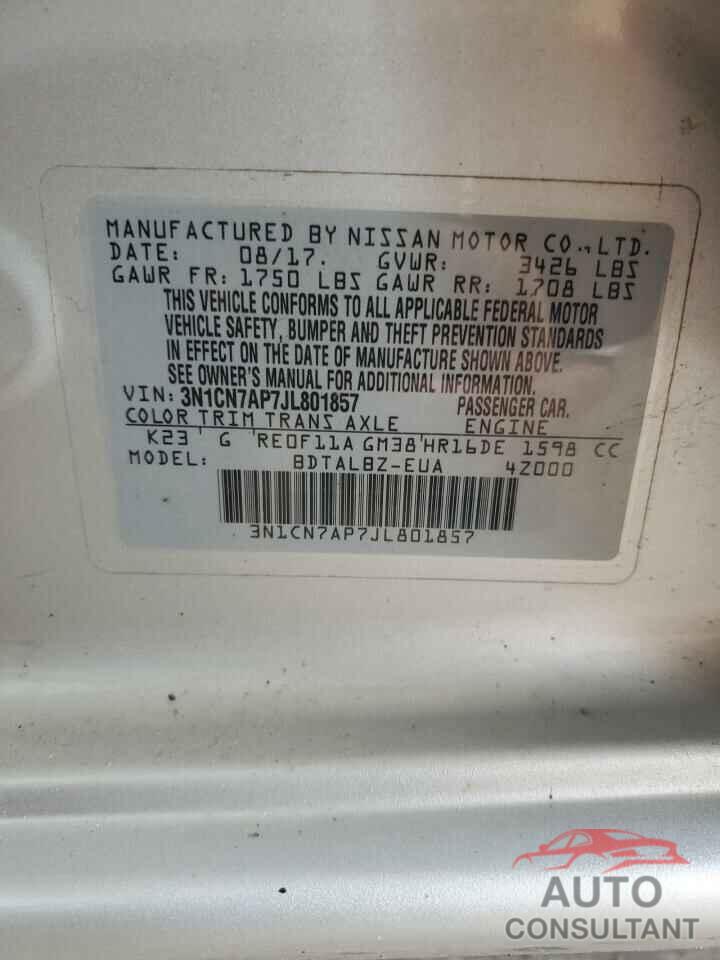 MANUFACTURED BY NISSAN MOTOR CO., LTD.
DATE: 08/17. GVWR: 3426 LBS
GAWR FR: 1750 LBS GAWR RR: 1708 LBS
THIS VEHICLE CONFORMS TO ALL APPLICABLE FEDERAL MOTOR
VEHICLE SAFETY, BUMPER AND THEFT PREVENTION STANDARDS
IN EFFECT ON THE DATE OF MANUFACTURE SHOWN ABOVE.
SEE OWNER'S MANUAL FOR ADDITIONAL INFORMATION.
VIN: 3N1CN7AP7JL801857 PASSENGER CAR.
COLOR TRIM TRANS AXLE ENGINE
K23' G 'RE0F11A GM38'HR16DE 1598 CC
MODEL: BDTALBZ-EUA 4Z000
3N1CN7AP7JL801857
AUTO
CONSULTANT